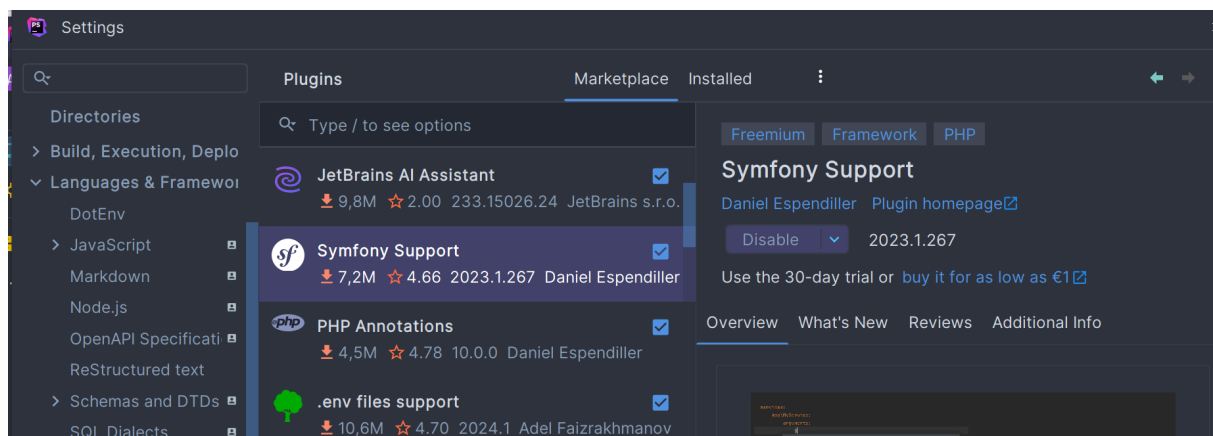 PS
Settings
Directories
Build, Execution, Deplo
Languages & Framewor
DotEnv
JavaScript
Markdown
Node.js
OpenAPI Specificati
ReStructured text
Schemas and DTDs
SQL Dialects
Plugins
Marketplace
Installed
Type / to see options
JetBrains AI Assistant
9,8M 2.00 233.15026.24 JetBrains s.r.o.
sf
Symfony Support
7,2M 4.66 2023.1.267 Daniel Espendiller
php
PHP Annotations
4,5M 4.78 10.0.0 Daniel Espendiller
.env files support
10,6M 4.70 2024.1 Adel Faizrakhmanov
Freemium Framework PHP
Symfony Support
Daniel Espendiller Plugin homepage
Disable 2023.1.267
Use the 30-day trial or buy it for as low as €1
Overview What's New Reviews Additional Info